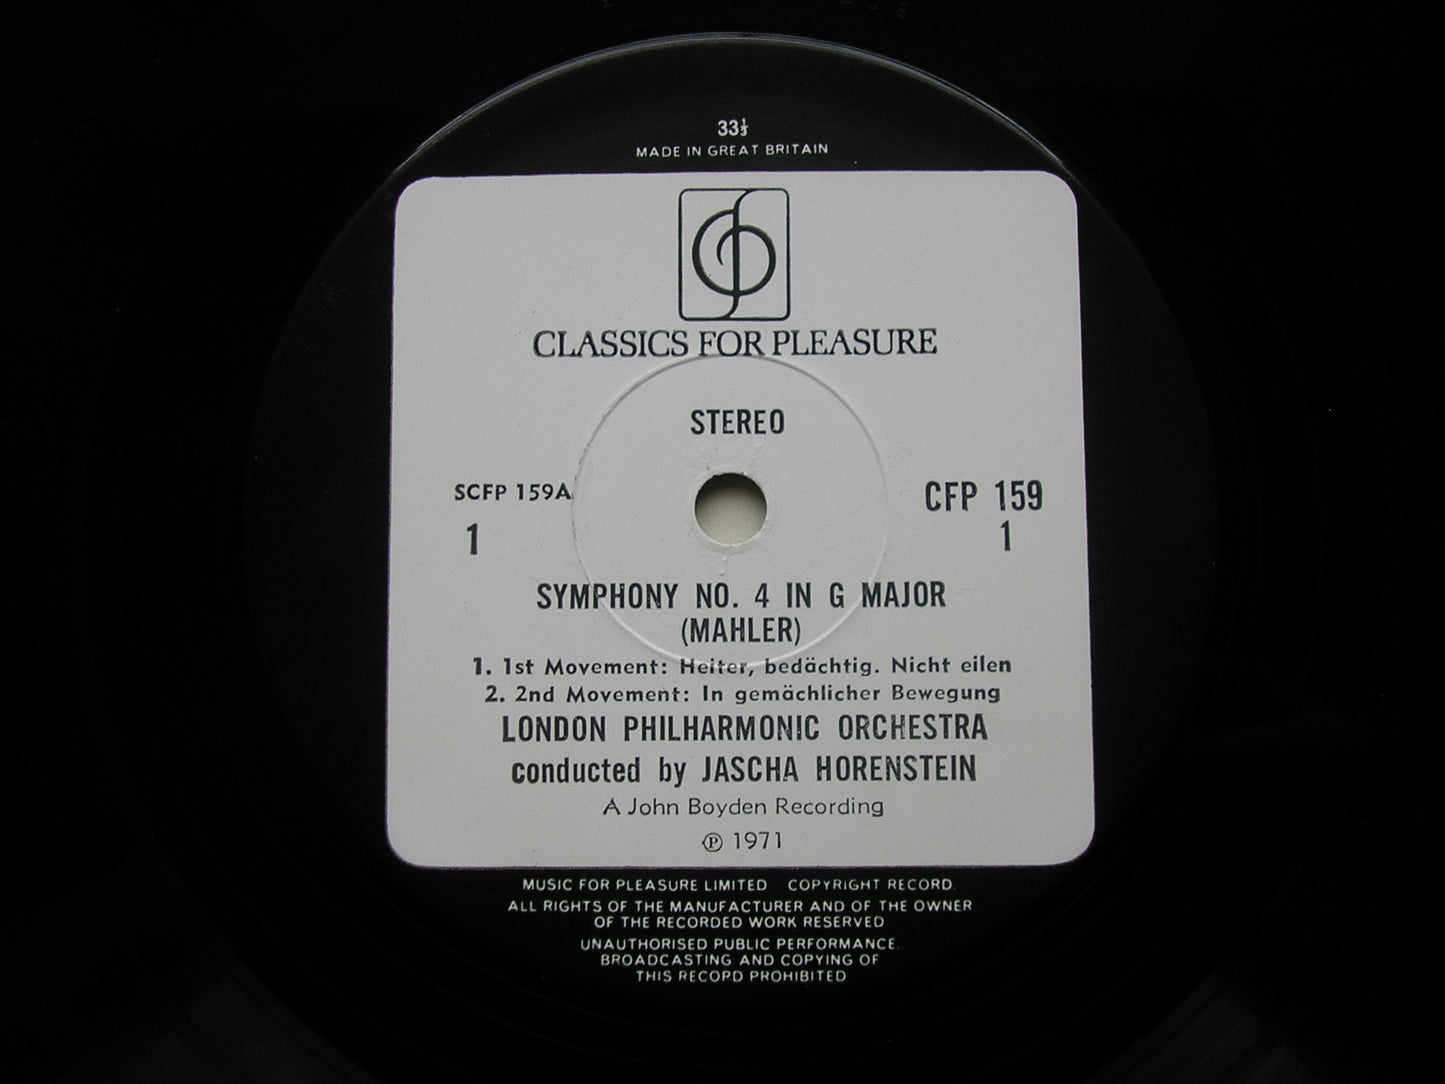 33⅓
MADE IN GREAT BRITAIN
CLASSICS FOR PLEASURE
STEREO
SCFP 159A
CFP 159
1
1
SYMPHONY NO. 4 IN G MAJOR
(MAHLER)
1. 1st Movement: Heiter, bedächtig. Nicht eilen
2. 2nd Movement: In gemächlicher Bewegung
LONDON PHILHARMONIC ORCHESTRA
conducted by JASCHA HORENSTEIN
A John Boyden Recording
℗ 1971
MUSIC FOR PLEASURE LIMITED COPYRIGHT RECORD.
ALL RIGHTS OF THE MANUFACTURER AND OF THE OWNER
OF THE RECORDED WORK RESERVED
UNAUTHORISED PUBLIC PERFORMANCE.
BROADCASTING AND COPYING OF
THIS RECORD PROHIBITED